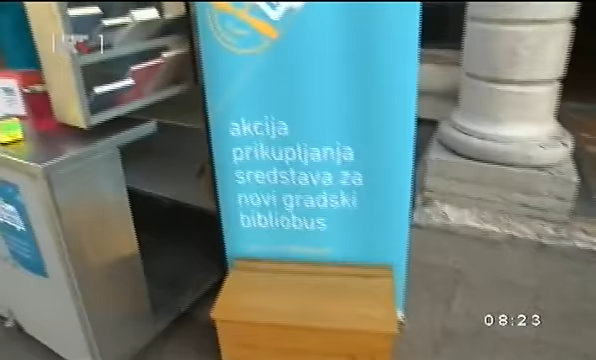 akcija
prikupljanja
sredstava za
novi gradski
bibliobus
08:23